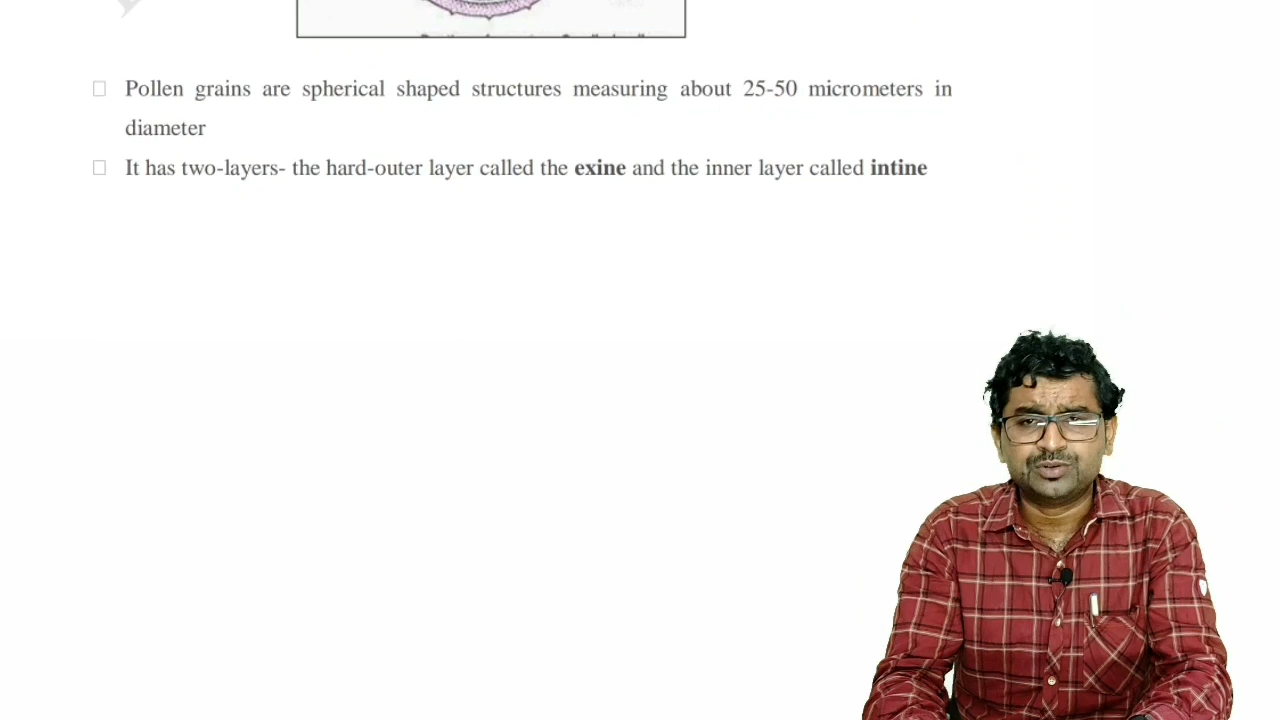 Pollen grains are spherical shaped structures measuring about 25-50 micrometers in
diameter
It has two-layers- the hard-outer layer called the exine and the inner layer called intine